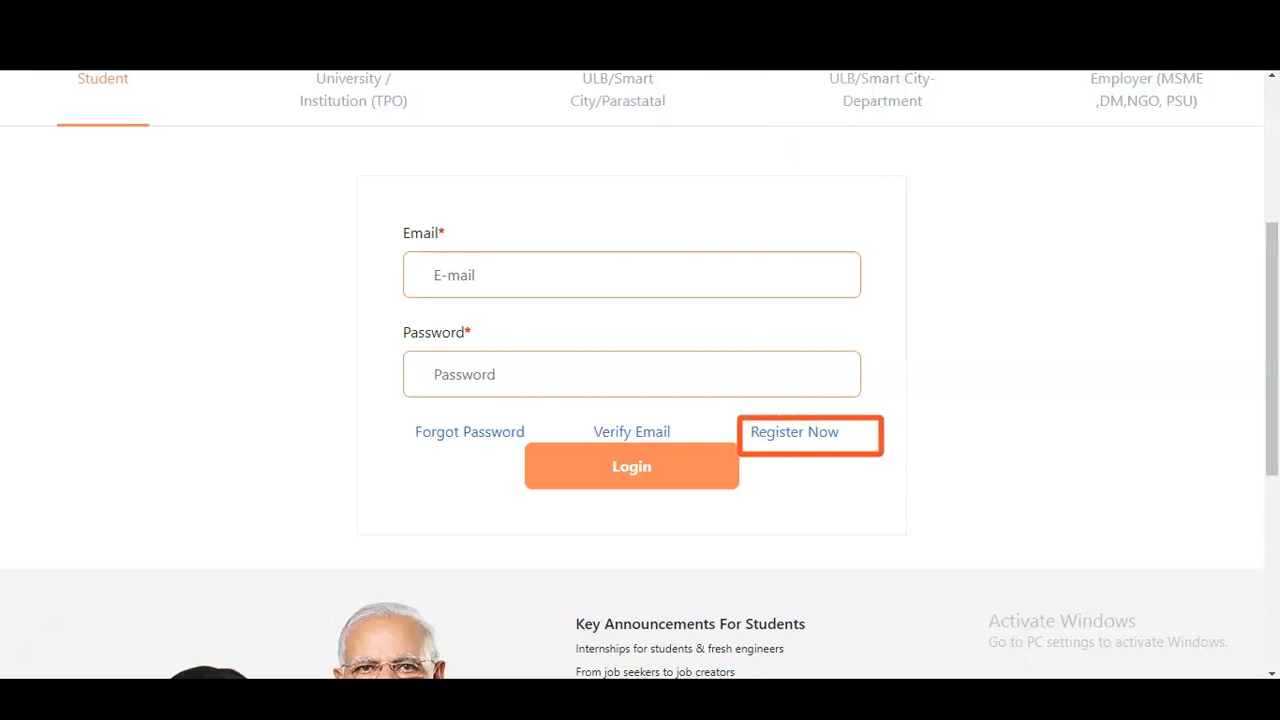 Student
University /
Institution (TPO)
ULB/Smart
City/Parastatal
ULB/Smart City-
Department
Employer (MSME
,DM,NGO, PSU)
Email*
E-mail
Password*
Password
Forgot Password
Verify Email
Register Now
Login
Key Announcements For Students
Internships for students & fresh engineers
From job seekers to job creators
Activate Windows
Go to PC settings to activate Windows.